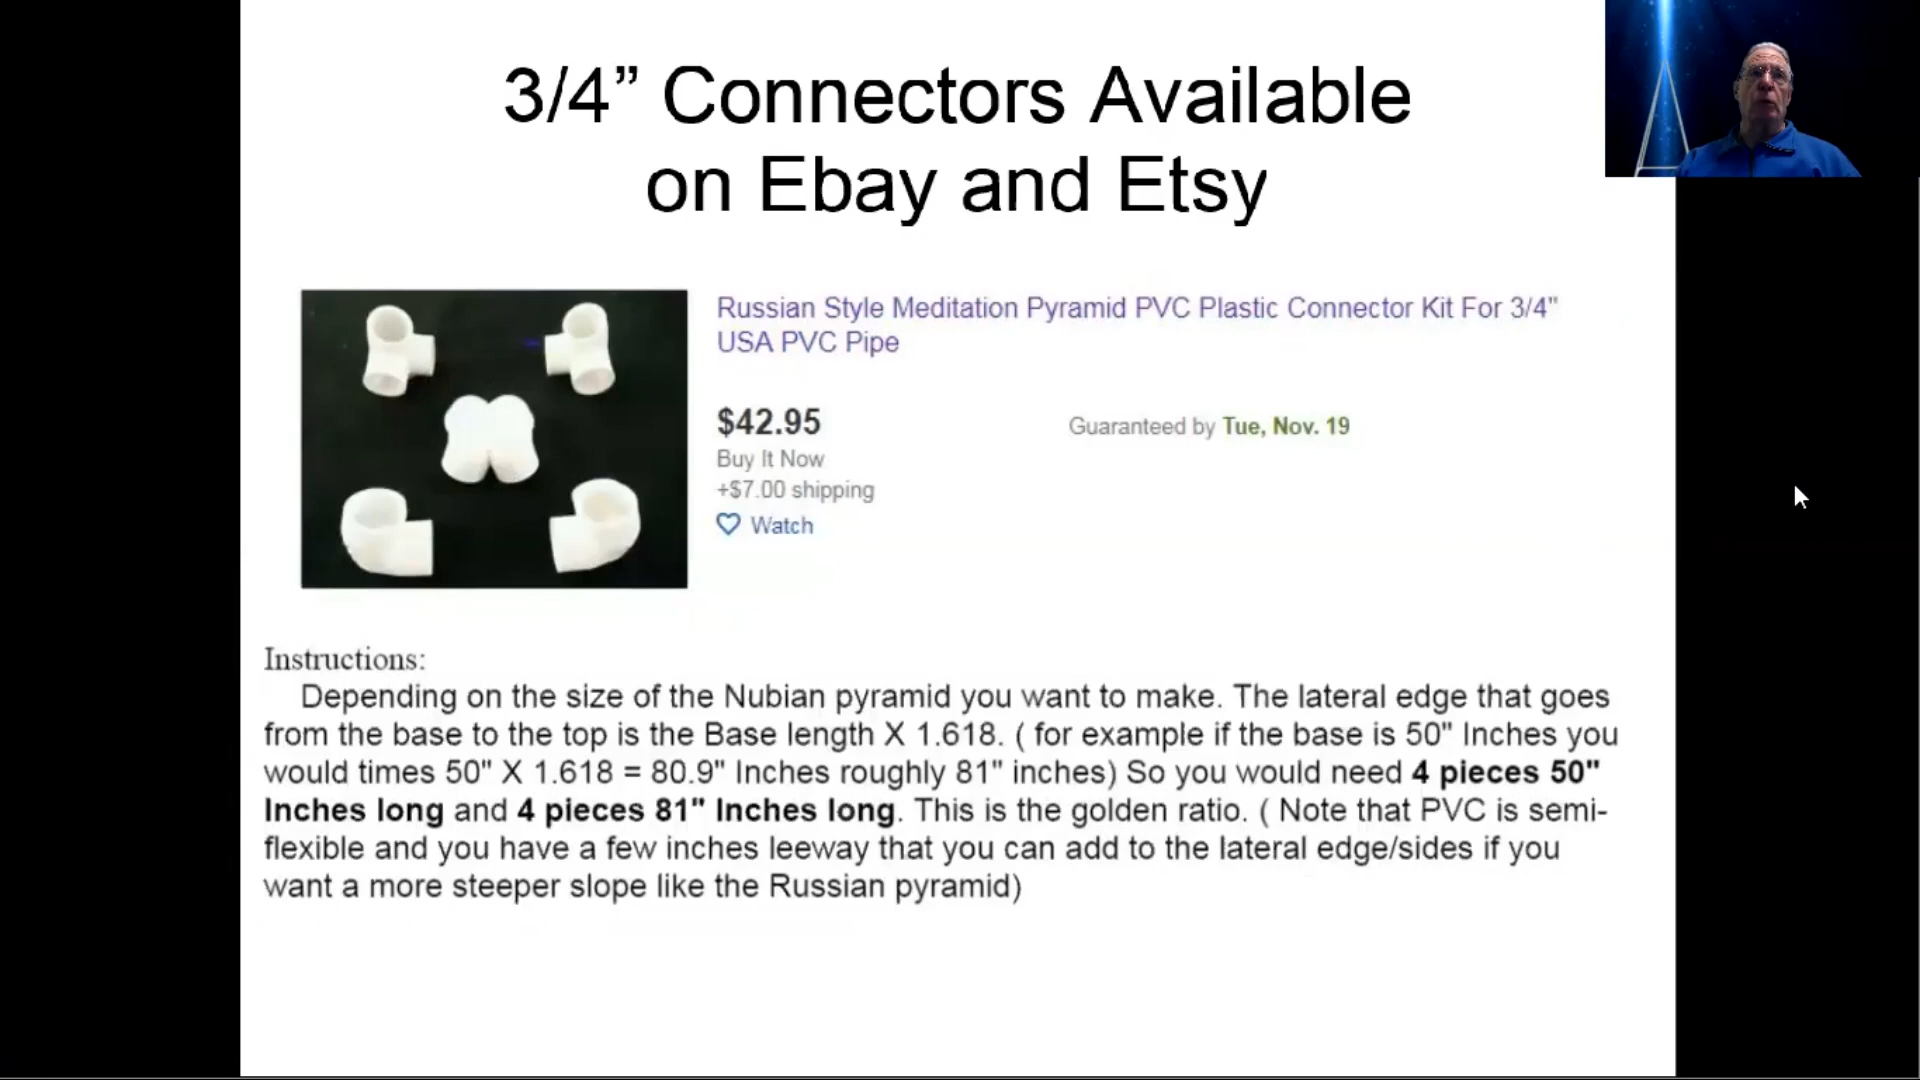 3/4” Connectors Available
on Ebay and Etsy
Russian Style Meditation Pyramid PVC Plastic Connector Kit For 3/4"
USA PVC Pipe
$42.95
Guaranteed by Tue, Nov. 19
Buy It Now
+$7.00 shipping
Watch
Instructions:
Depending on the size of the Nubian pyramid you want to make. The lateral edge that goes
from the base to the top is the Base length X 1.618. ( for example if the base is 50" Inches you
would times 50" X 1.618 = 80.9" Inches roughly 81" inches) So you would need 4 pieces 50"
Inches long and 4 pieces 81" Inches long. This is the golden ratio. ( Note that PVC is semi-
flexible and you have a few inches leeway that you can add to the lateral edge/sides if you
want a more steeper slope like the Russian pyramid)